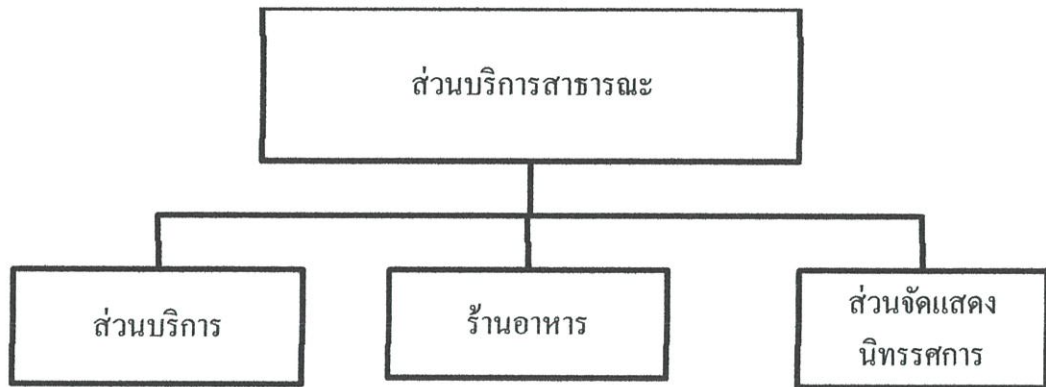 ส่วนบริการสาธารณะ
ส่วนบริการ
ร้านอาหาร
ส่วนจัดแสดง
นิทรรศการ